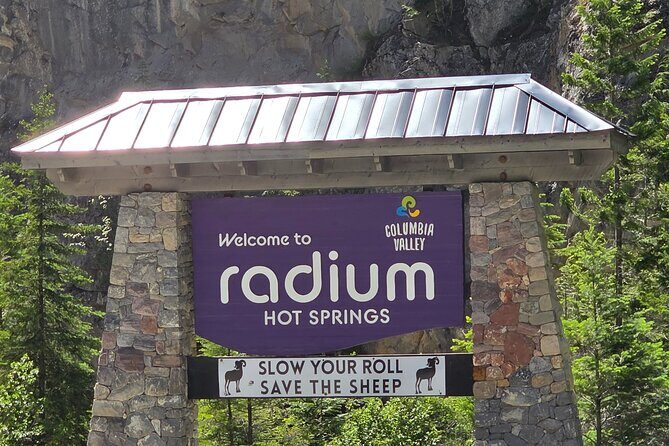 Welcome to
COLUMBIA
VALLEY
radium
HOT SPRINGS
SLOW YOUR ROLL
SAVE THE SHEEP